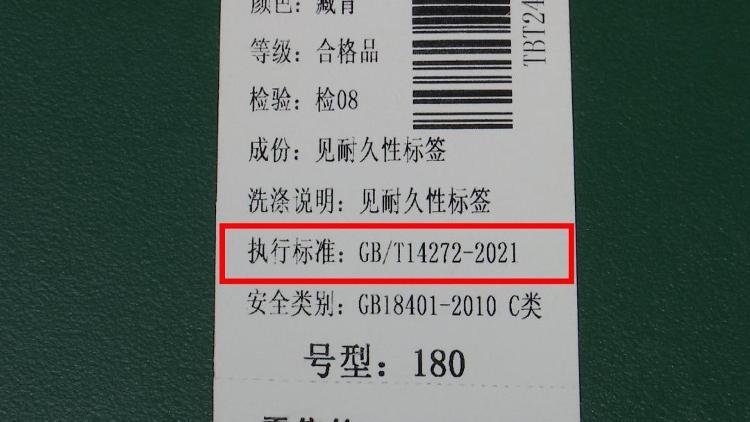 颜色：藏青
TBT24
等级：合格品
检验：检08
成份：见耐久性标签
洗涤说明：见耐久性标签
执行标准：GB/T14272-2021
安全类别：GB18401-2010 C类
号型：180